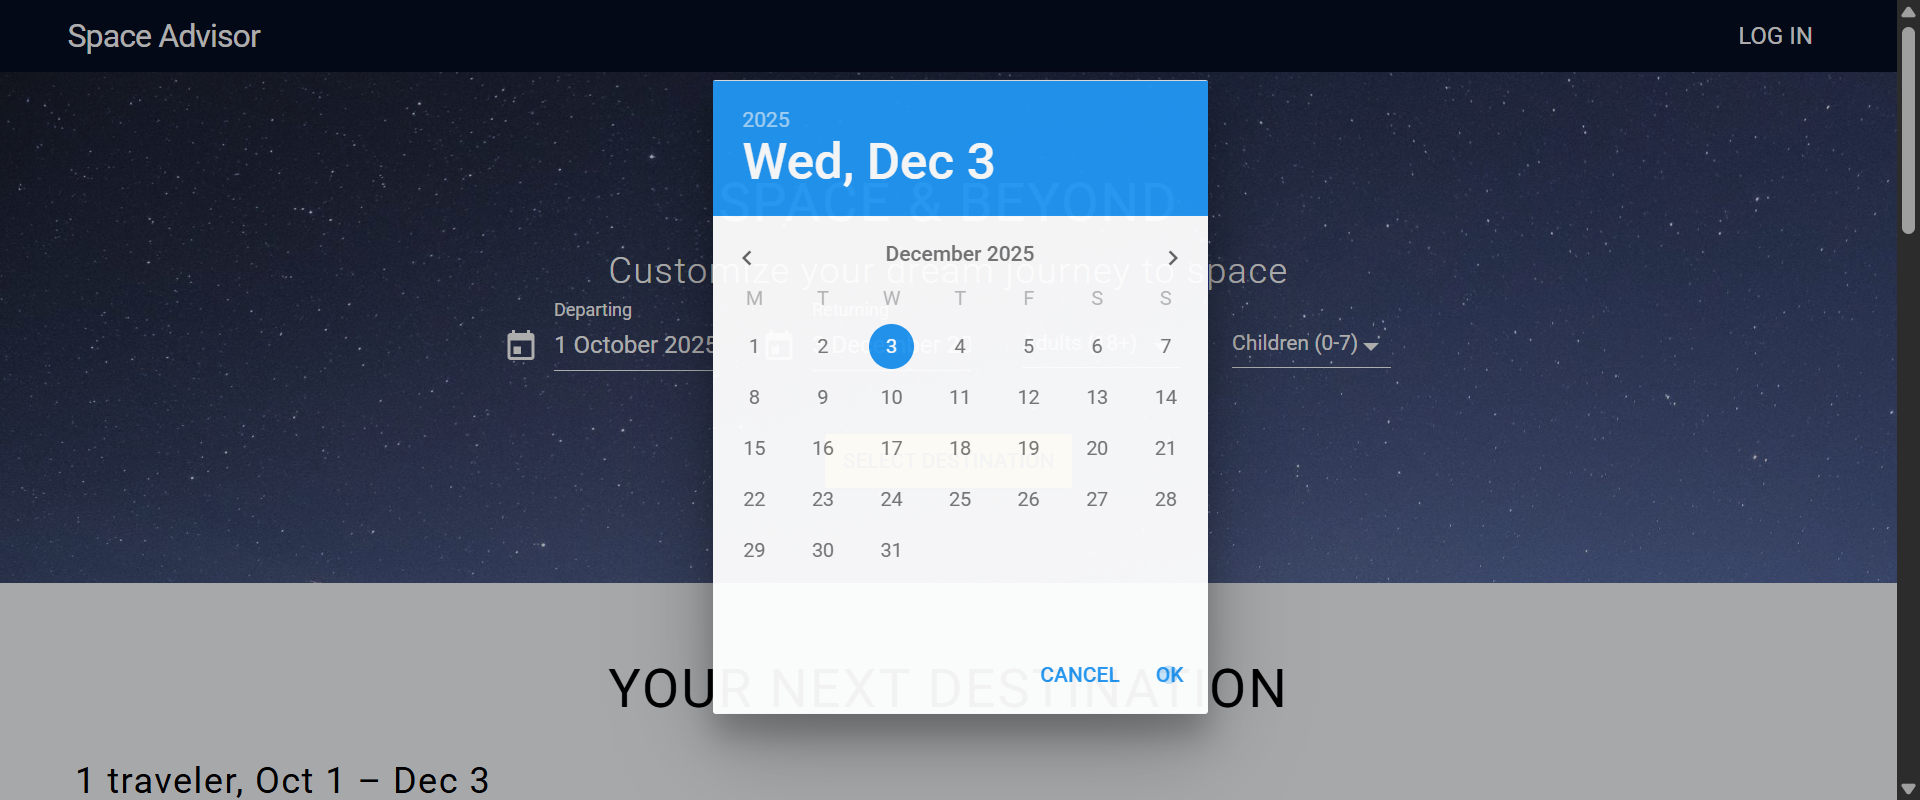 Space Advisor
LOG IN
2025
Wed, Dec 3
SPACE & BEYOND
December 2025
Customize your dream journey to space
M T W T F S S
Departing
Returning
1 October 2025
Dec 20
Adults (18+)
Children (0-7)
1 2 3 4 5 6 7
8 9 10 11 12 13 14
15 16 17 18 19 20 21
SELECT DESTINATION
22 23 24 25 26 27 28
29 30 31
CANCEL OK
YOUR NEXT DESTINATION
1 traveler, Oct 1 – Dec 3